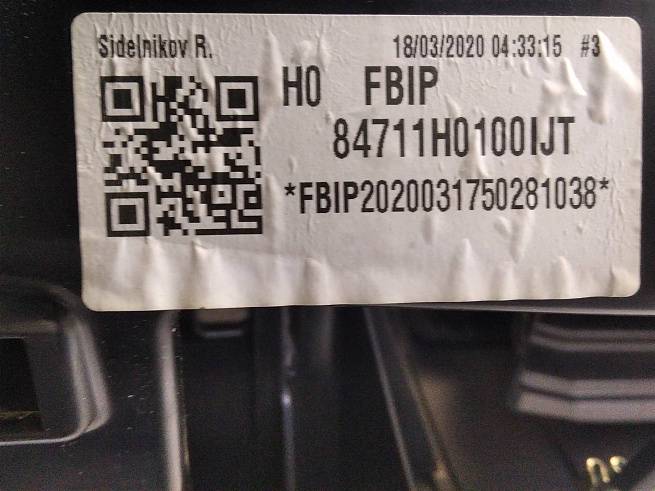 Sidelnikov R. 18/03/2020 04:33:15 #3
H0 FBIP
84711H0100IJT
*FBIP2020031750281038*